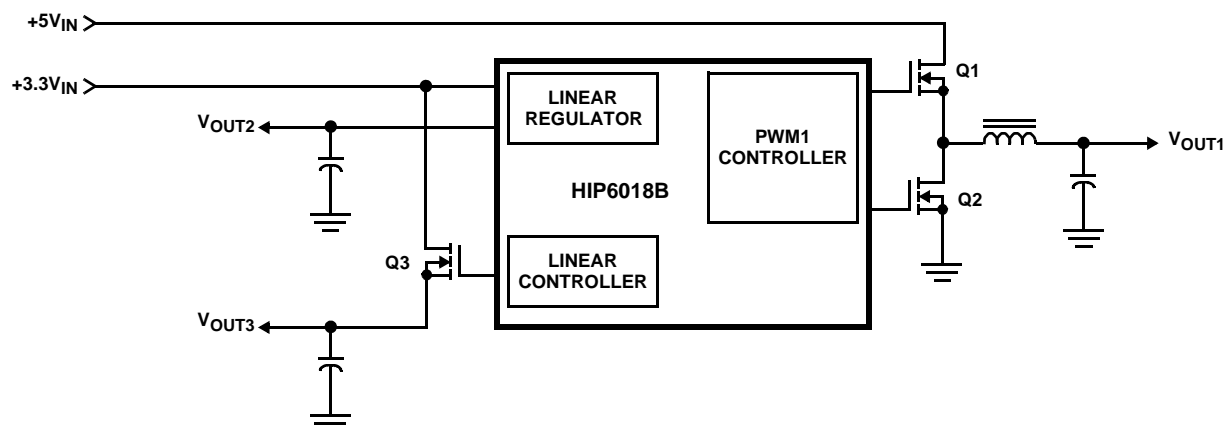 +5VIN
+3.3VIN
VOUT2
LINEAR
REGULATOR
PWM1
CONTROLLER
HIP6018B
Q1
VOUT1
Q2
Q3
LINEAR
CONTROLLER
VOUT3